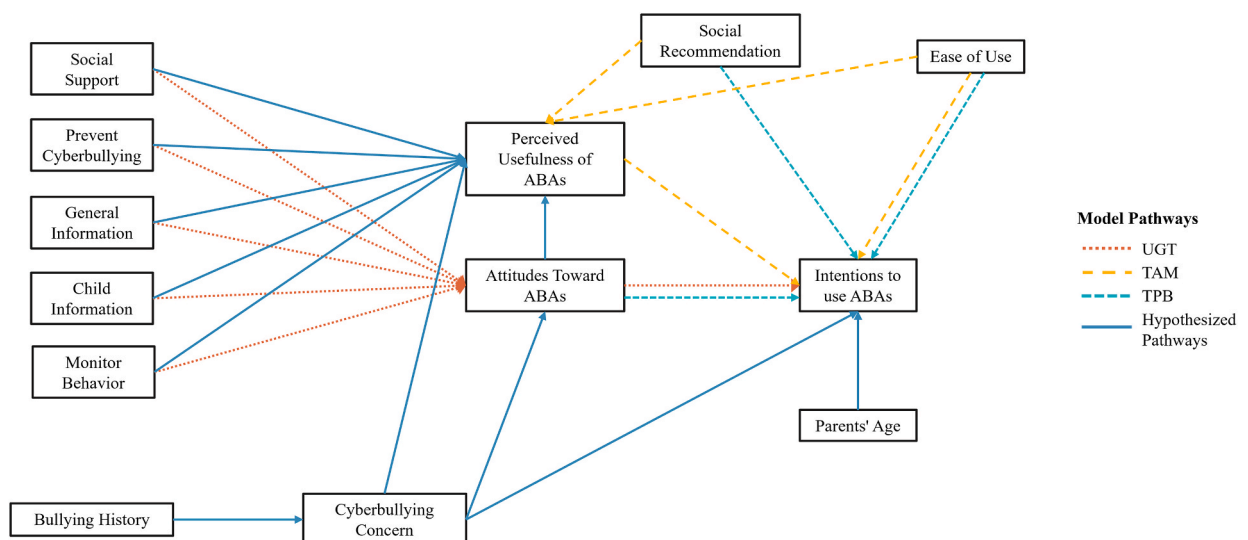 Social
Support
Prevent
Cyberbullying
General
Information
Child
Information
Monitor
Behavior
Bullying History
Cyberbullying
Concern
Perceived
Usefulness of
ABAs
Attitudes Toward
ABAs
Social
Recommendation
Ease of Use
Intentions to
use ABAs
Parents' Age
Model Pathways
UGT
TAM
TPB
Hypothesized
Pathways